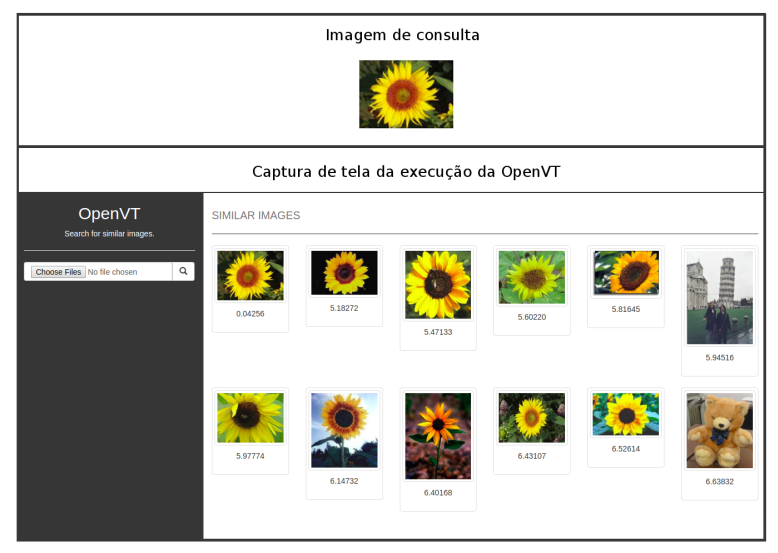 Imagem de consulta
Captura de tela da execução da OpenVT
OpenVT
Search for similar images.
Choose Files No file chosen
SIMILAR IMAGES
0.04256
5.18272
5.47133
5.60220
5.81645
5.94516
5.97774
6.14732
6.40168
6.43107
6.52614
6.63832